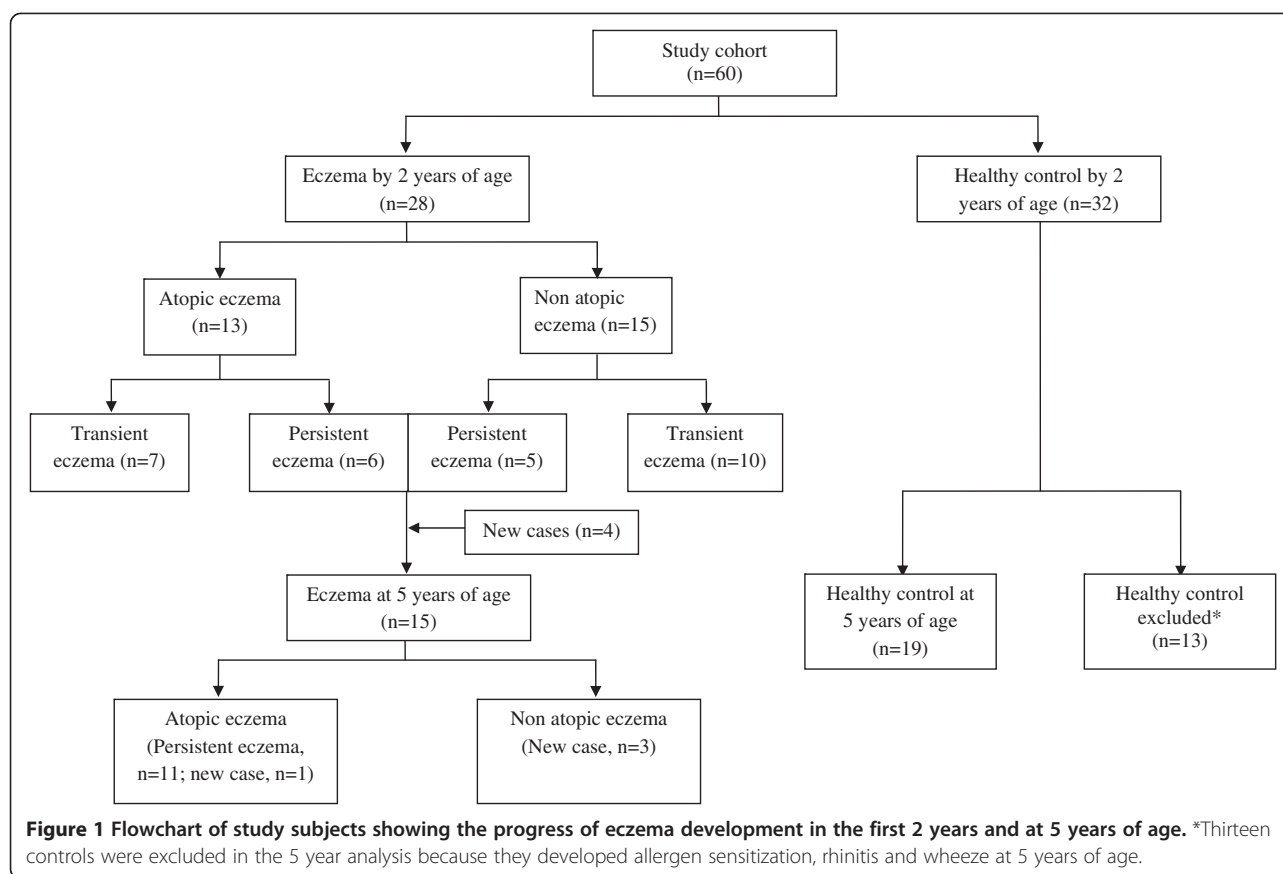 Study cohort
(n=60)
Eczema by 2 years of age
(n=28)
Healthy control by 2
years of age (n=32)
Atopic eczema
(n=13)
Non atopic
eczema (n=15)
Transient
eczema (n=7)
Persistent
eczema (n=6)
Persistent
eczema (n=5)
Transient
eczema (n=10)
New cases (n=4)
Eczema at 5 years of age
(n=15)
Healthy control at
5 years of age
(n=19)
Healthy control
excluded*
(n=13)
Atopic eczema
(Persistent eczema,
n=11; new case, n=1)
Non atopic eczema
(New case, n=3)
Figure 1 Flowchart of study subjects showing the progress of eczema development in the first 2 years and at 5 years of age. *Thirteen
controls were excluded in the 5 year analysis because they developed allergen sensitization, rhinitis and wheeze at 5 years of age.